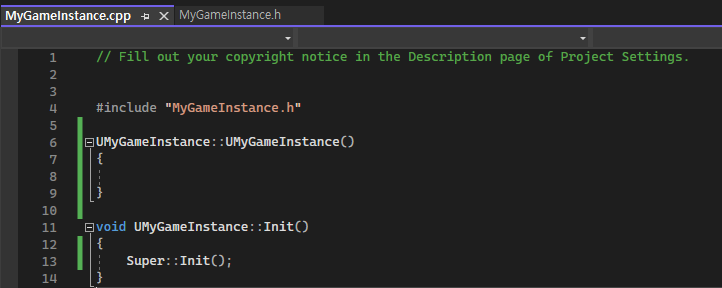 MyGameInstance.cpp MyGameInstance.h
1 // Fill out your copyright notice in the Description page of Project Settings.
2
3
4 #include "MyGameInstance.h"
5
6 UMyGameInstance::UMyGameInstance()
7 {
8
9 }
10
11 void UMyGameInstance::Init()
12 {
13 Super::Init();
14 }